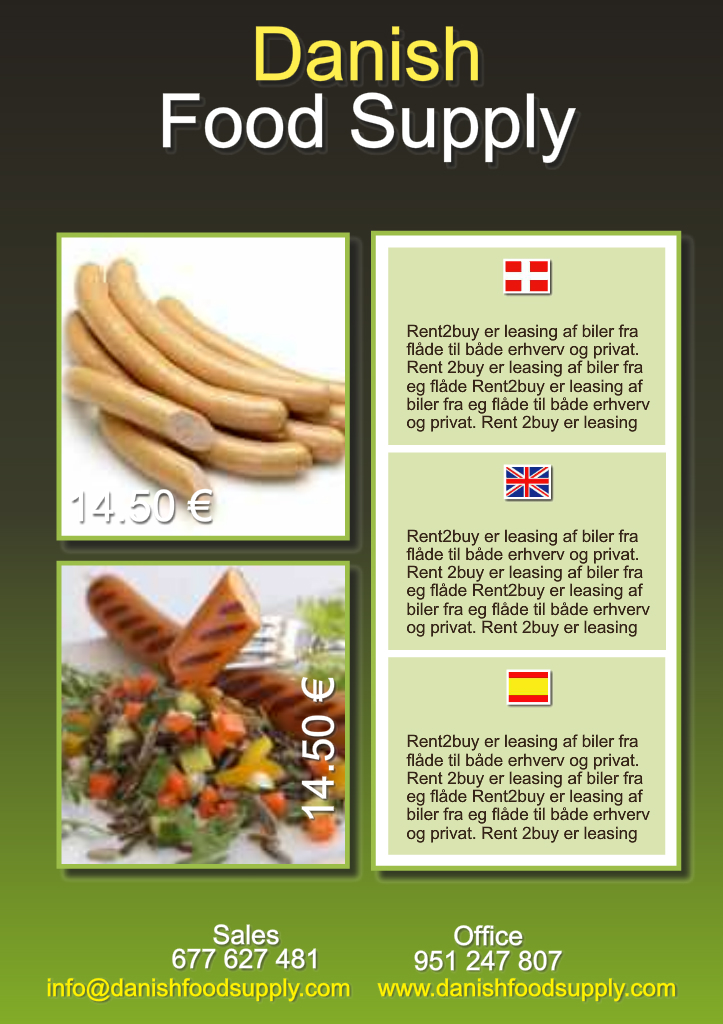 Danish
Food Supply
14.50 €
14.50 €
Rent2buy er leasing af biler fra
flåde til både erhverv og privat.
Rent 2buy er leasing af biler fra
eg flåde Rent2buy er leasing af
biler fra eg flåde til både erhverv
og privat. Rent 2buy er leasing
Rent2buy er leasing af biler fra
flåde til både erhverv og privat.
Rent 2buy er leasing af biler fra
eg flåde Rent2buy er leasing af
biler fra eg flåde til både erhverv
og privat. Rent 2buy er leasing
Rent2buy er leasing af biler fra
flåde til både erhverv og privat.
Rent 2buy er leasing af biler fra
eg flåde Rent2buy er leasing af
biler fra eg flåde til både erhverv
og privat. Rent 2buy er leasing
Sales
677 627 481
info@danishfoodsupply.com
Office
951 247 807
www.danishfoodsupply.com